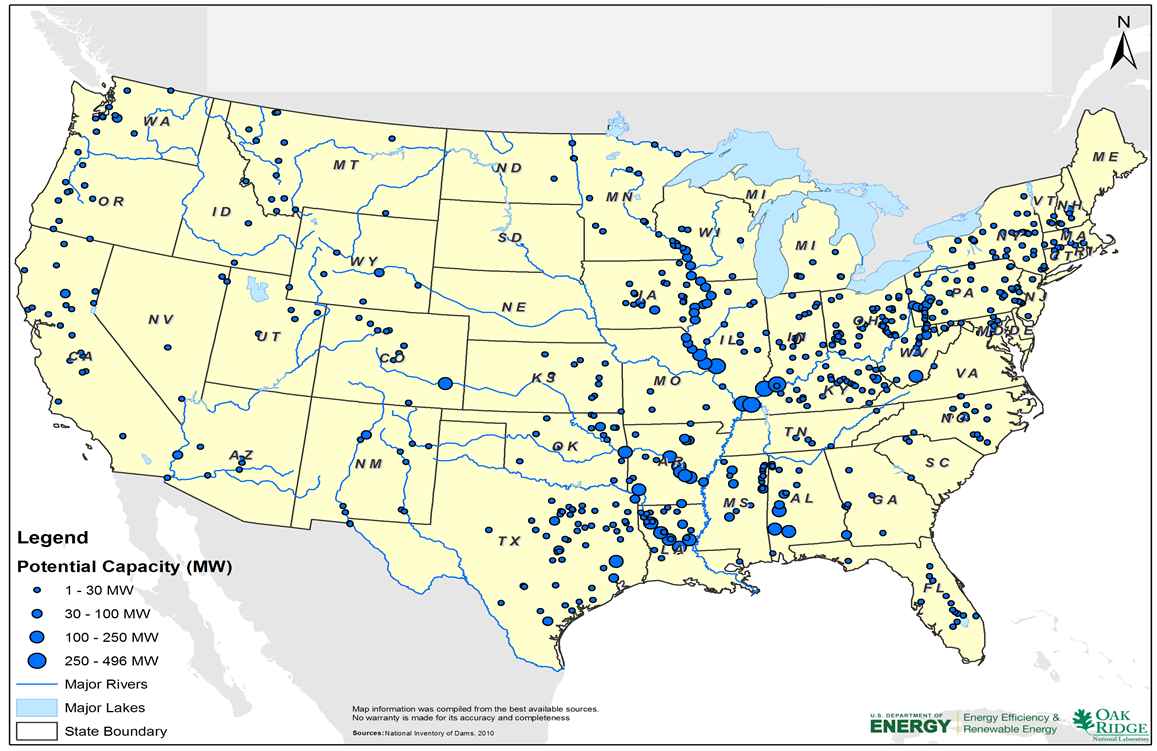 N
WA
MT
ND
MN
MI
ME
VT
NH
OR
ID
SD
WI
MI
NY
MA
CT
RI
WY
IA
PA
NJ
NV
UT
NE
IL
IN
OH
MD
DE
CA
CO
KS
MO
WV
VA
KY
AZ
NM
OK
AR
TN
NC
SC
TX
LA
MS
AL
GA
FL
Legend
Potential Capacity (MW)
1 - 30 MW
30 - 100 MW
100 - 250 MW
250 - 496 MW
Major Rivers
Major Lakes
State Boundary
Map information was compiled from the best available sources.
No warranty is made for its accuracy and completeness
Sources: National Inventory of Dams, 2010
U.S. DEPARTMENT OF
ENERGY
Energy Efficiency &
Renewable Energy
OAK
RIDGE
National Laboratory